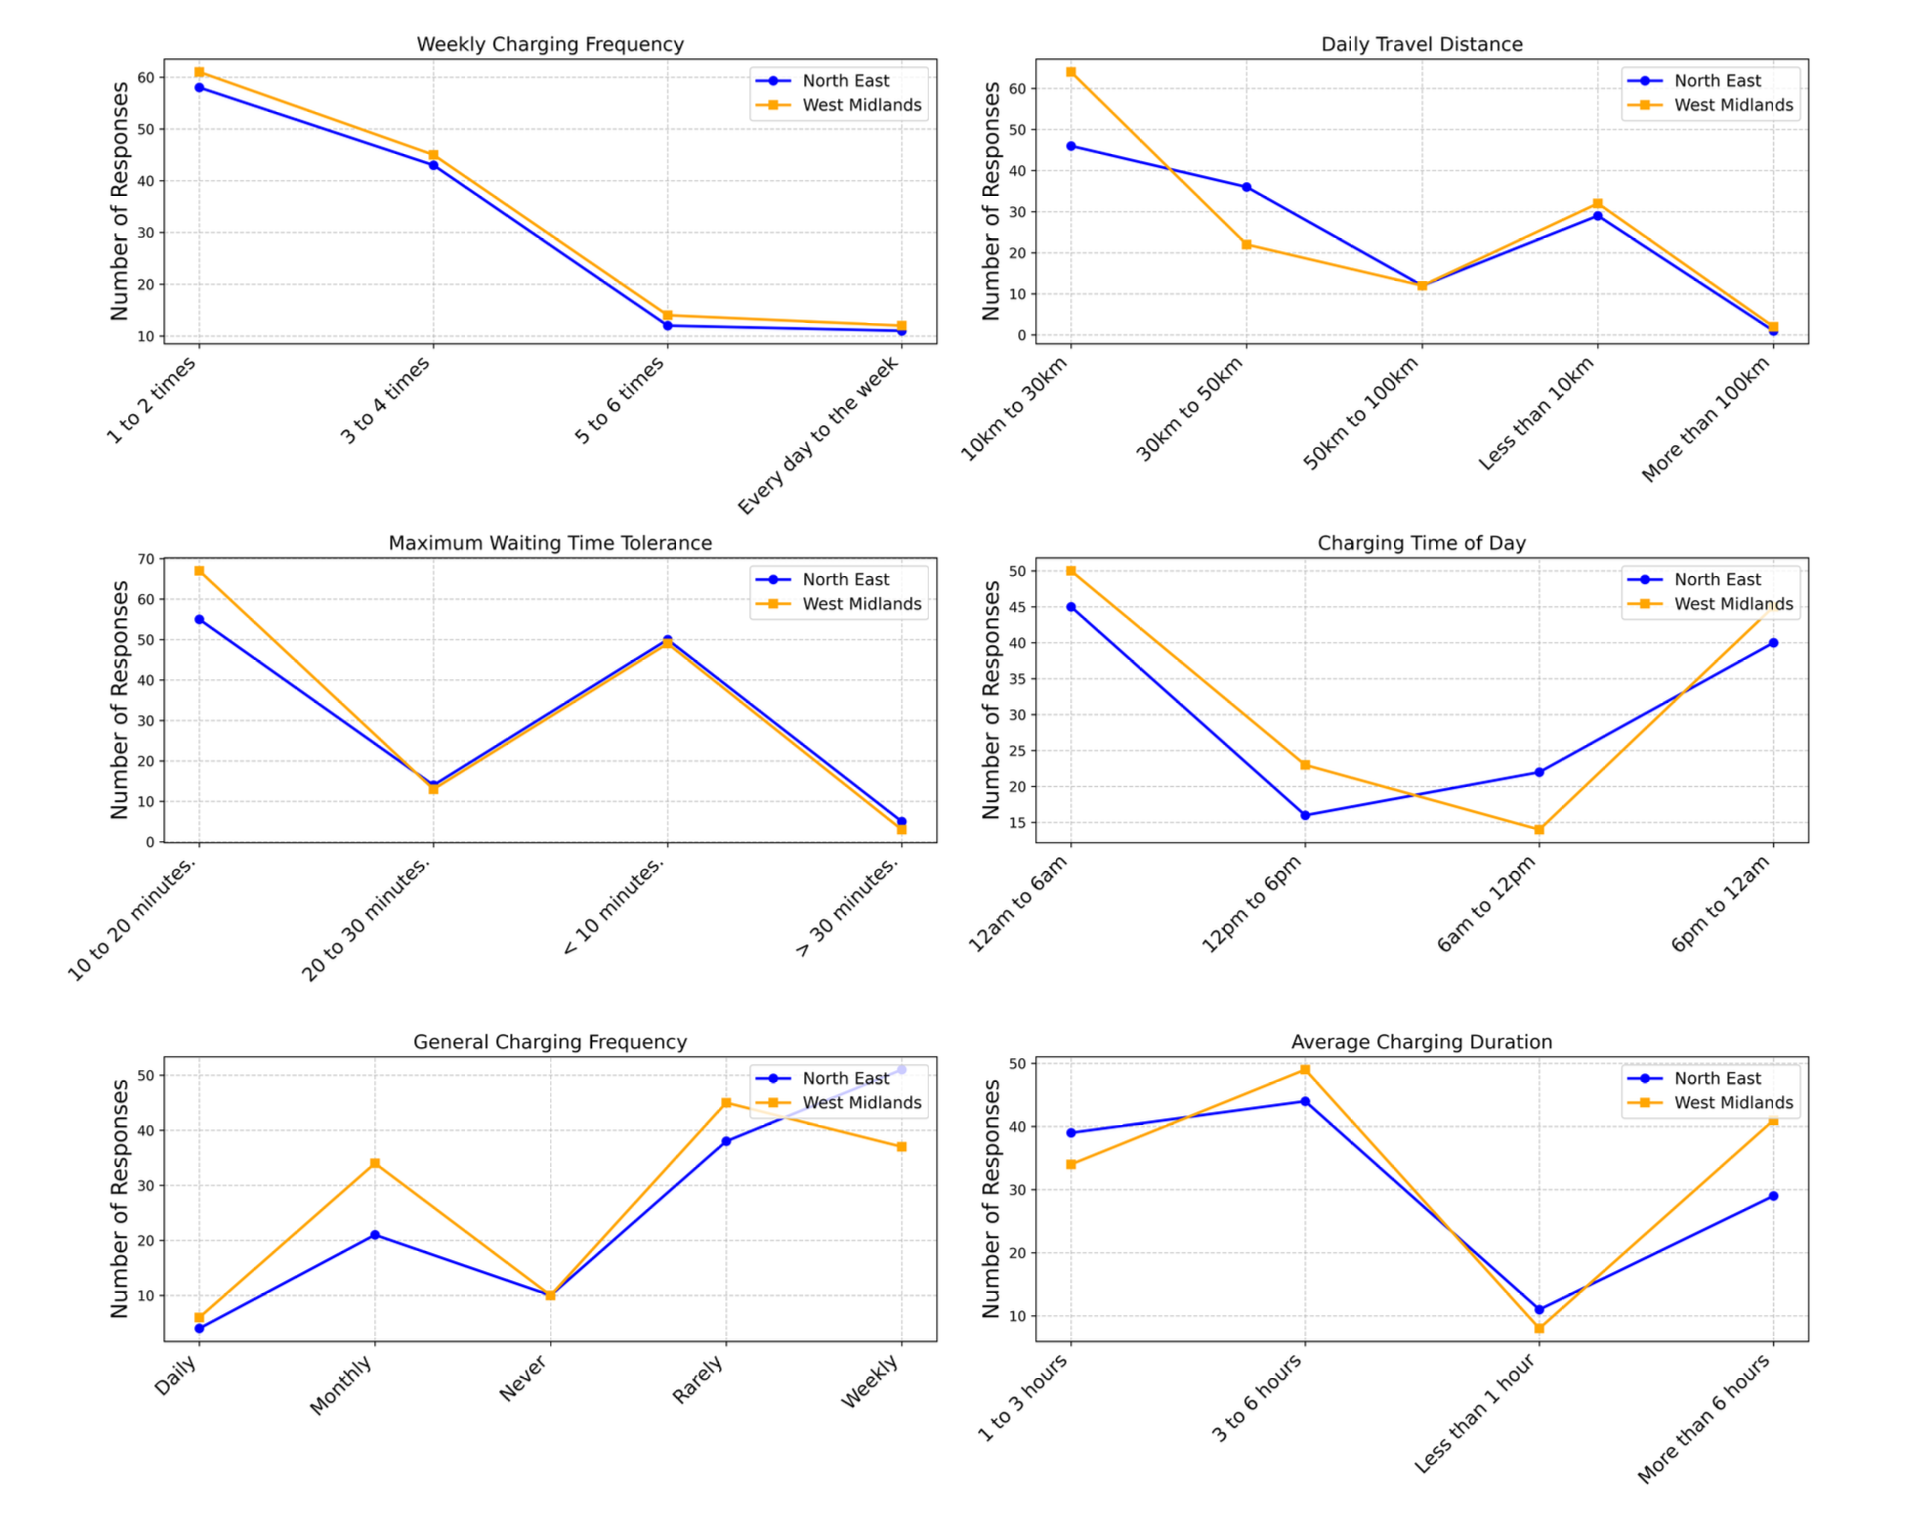 Weekly Charging Frequency
Number of Responses
60
50
40
30
20
10
North East
West Midlands
1 to 2 times
3 to 4 times
5 to 6 times
Every day to the week
Daily Travel Distance
Number of Responses
60
50
40
30
20
10
0
North East
West Midlands
10km to 30km
30km to 50km
50km to 100km
Less than 10km
More than 100km
Maximum Waiting Time Tolerance
Number of Responses
70
60
50
40
30
20
10
0
North East
West Midlands
10 to 20 minutes.
20 to 30 minutes.
< 10 minutes.
> 30 minutes.
Charging Time of Day
Number of Responses
50
45
40
35
30
25
20
15
North East
West Midlands
12am to 6am
12pm to 6pm
6am to 12pm
6pm to 12am
General Charging Frequency
Number of Responses
50
40
30
20
10
North East
West Midlands
Daily
Monthly
Never
Rarely
Weekly
Average Charging Duration
Number of Responses
50
40
30
20
10
North East
West Midlands
1 to 3 hours
3 to 6 hours
Less than 1 hour
More than 6 hours